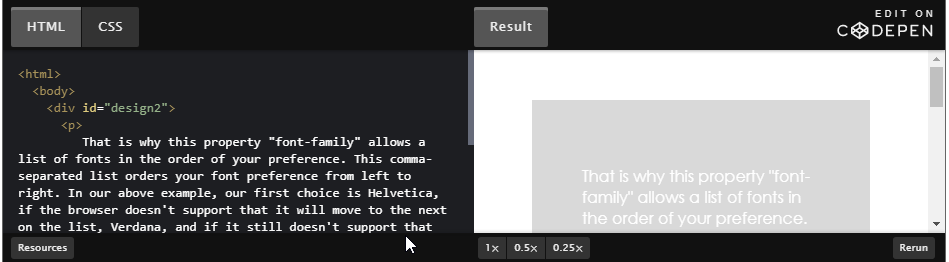 HTML CSS Result EDIT ON
CODEPEN
<html>
<body>
<div id="design2">
<p>
That is why this property "font-family" allows a
list of fonts in the order of your preference. This comma-
separated list orders your font preference from left to
right. In our above example, our first choice is Helvetica,
if the browser doesn't support that it will move to the next
on the list, Verdana, and if it still doesn't support that
That is why this property "font-
family" allows a list of fonts in
the order of your preference.
Resources 1× 0.5× 0.25× Rerun